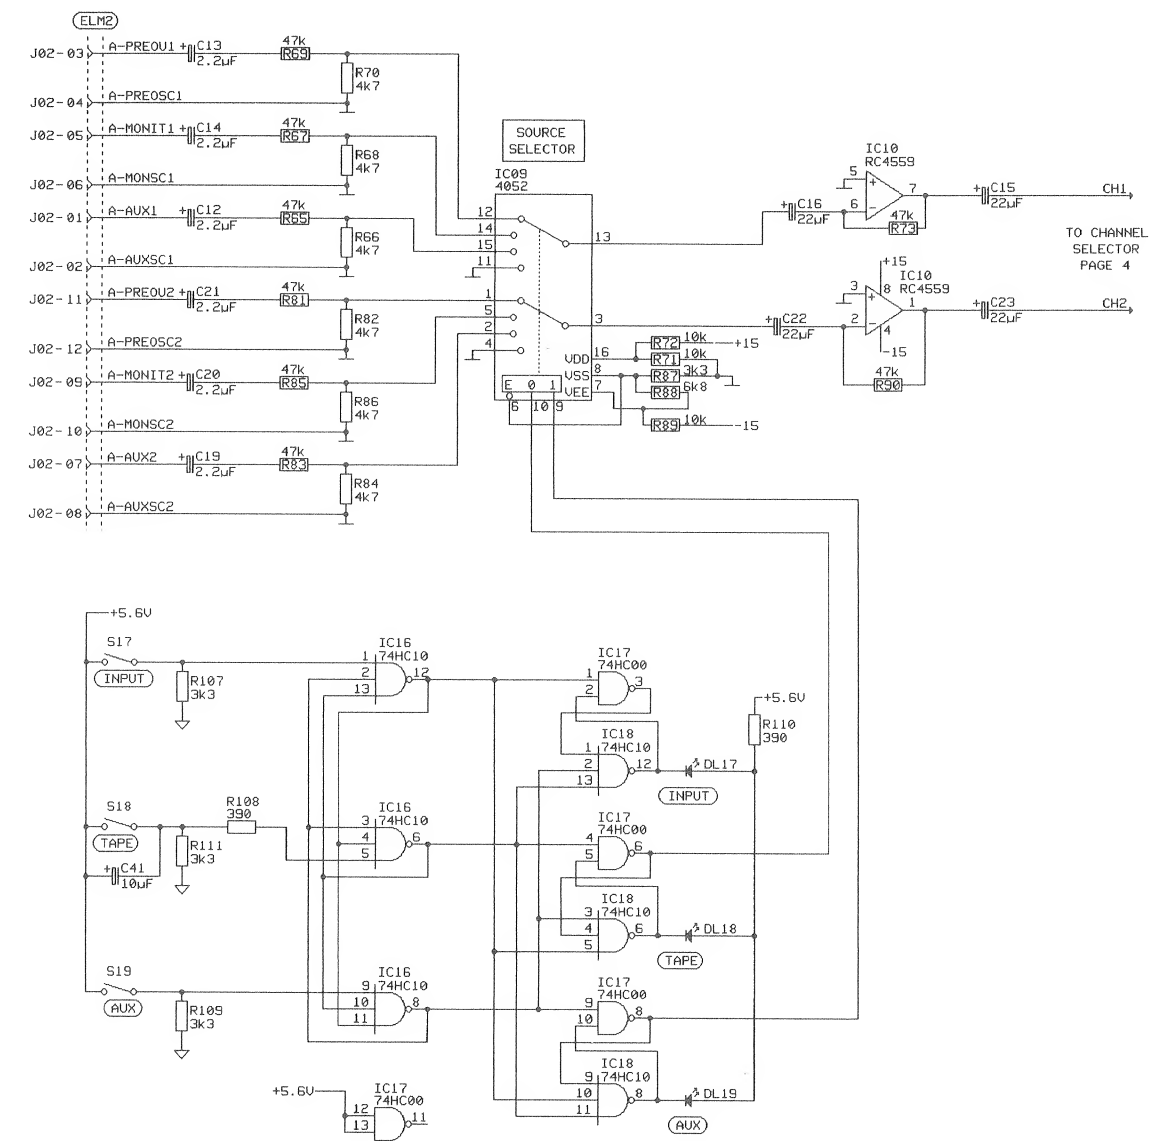 ELM2
J02-03 A-PREOU1 + C13 2.2µF 47k R69
R70 4k7
J02-04 A-PREOSC1
J02-05 A-MONIT1 + C14 2.2µF 47k R67
R68 4k7
J02-06 A-MONSC1
J02-01 A-AUX1 + C12 2.2µF 47k R65
R66 4k7
J02-02 A-AUXSC1
J02-11 A-PREOU2 + C21 2.2µF 47k R81
R82 4k7
J02-12 A-PREOSC2
J02-09 A-MONIT2 + C20 2.2µF 47k R85
R86 4k7
J02-10 A-MONSC2
J02-07 A-AUX2 + C19 2.2µF 47k R83
R84 4k7
J02-08 A-AUXSC2
SOURCE
SELECTOR
IC09
4052
12
14
15
11
13
1
5
2
4
3
VDD 16
VSS 8
VEE 7
E 0 1
6 10 9
R72 10k +15
R71 10k
R87 3k3
R88 6k8
R89 10k -15
+ C16 22µF
IC10
RC4559
5 +
6 -
7
47k
R73
+ C15 22µF
CH1
TO CHANNEL
SELECTOR
PAGE 4
+ C22 22µF
+15
IC10
RC4559
8
3 +
2 -
1
4
-15
47k
R90
+ C23 22µF
CH2
+5.6V
S17
INPUT
R107
3k3
IC16
74HC10
1
2
13
12
IC17
74HC00
1
2
3
IC18
74HC10
1
2
13
12
DL17
INPUT
+5.6V
R110
390
S18
TAPE
R108
390
R111
3k3
+ C41
10µF
IC16
74HC10
3
4
5
6
IC17
74HC00
4
5
6
IC18
74HC10
3
4
5
6
DL18
TAPE
S19
AUX
R109
3k3
IC16
74HC10
9
10
11
8
IC17
74HC00
9
10
8
IC18
74HC10
9
10
11
8
DL19
AUX
+5.6V
IC17
74HC00
12
13
11